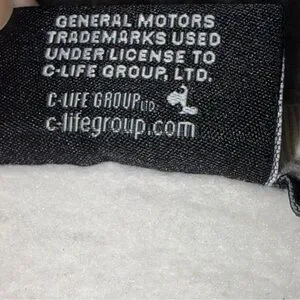 GENERAL MOTORS
TRADEMARKS USED
UNDER LICENSE TO
C-LIFE GROUP, LTD.
C-LIFE GROUP LTD.
c-lifegroup.com